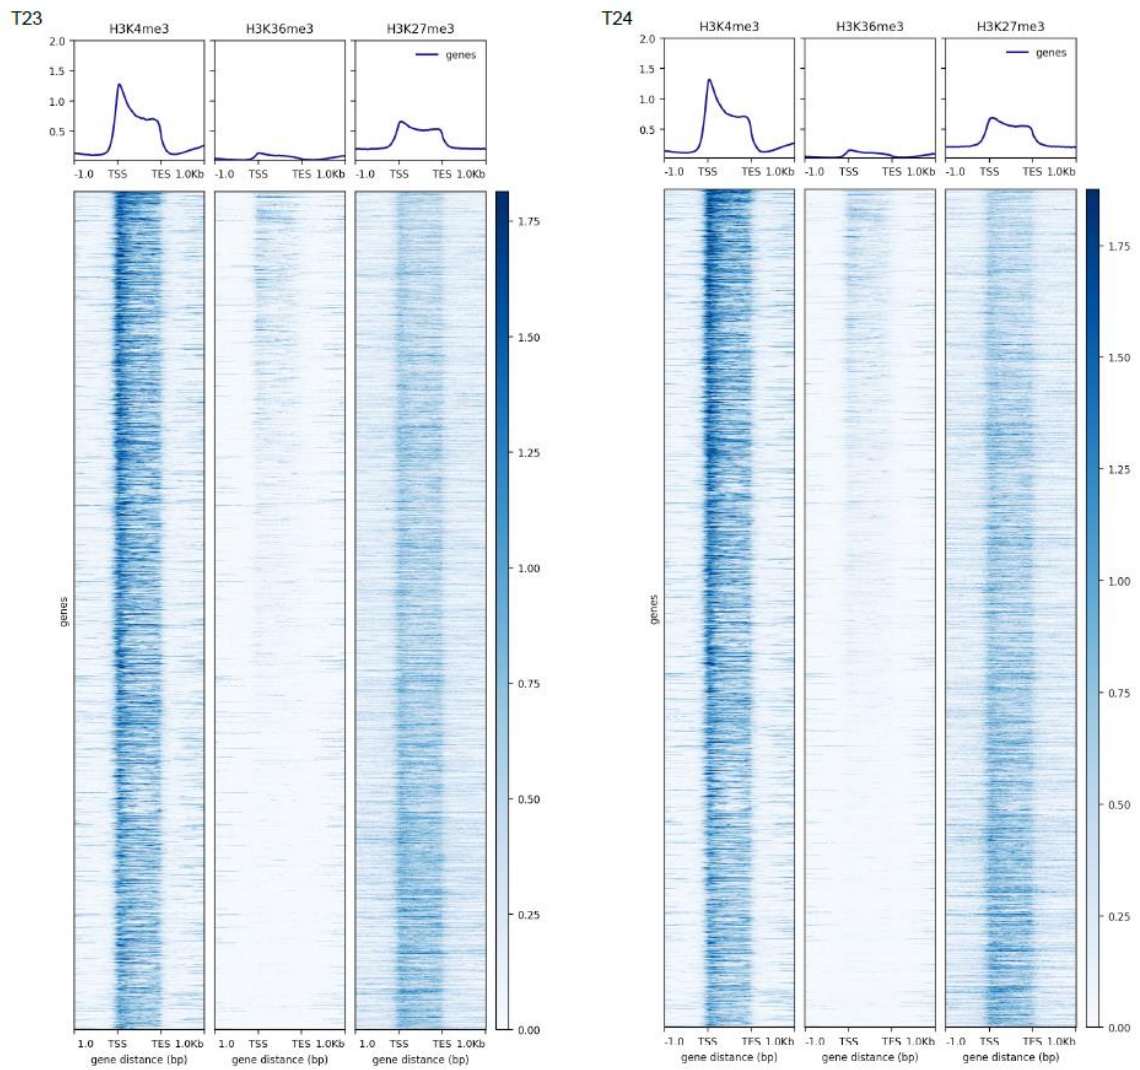 T23
H3K4me3 H3K36me3 H3K27me3
2.0
1.5
1.0
0.5
genes
-1.0 TSS TES 1.0Kb -1.0 TSS TES 1.0Kb -1.0 TSS TES 1.0Kb
genes
1.75
1.50
1.25
1.00
0.75
0.50
0.25
0.00
1.0 TSS TES 1.0Kb -1.0 TSS TES 1.0Kb -1.0 TSS TES 1.0Kb
gene distance (bp) gene distance (bp) gene distance (bp)
T24
H3K4me3 H3K36me3 H3K27me3
2.0
1.5
1.0
0.5
genes
-1.0 TSS TES 1.0Kb -1.0 TSS TES 1.0Kb -1.0 TSS TES 1.0Kb
genes
1.75
1.50
1.25
1.00
0.75
0.50
0.25
0.00
-1.0 TSS TES 1.0Kb -1.0 TSS TES 1.0Kb -1.0 TSS TES 1.0Kb
gene distance (bp) gene distance (bp) gene distance (bp)